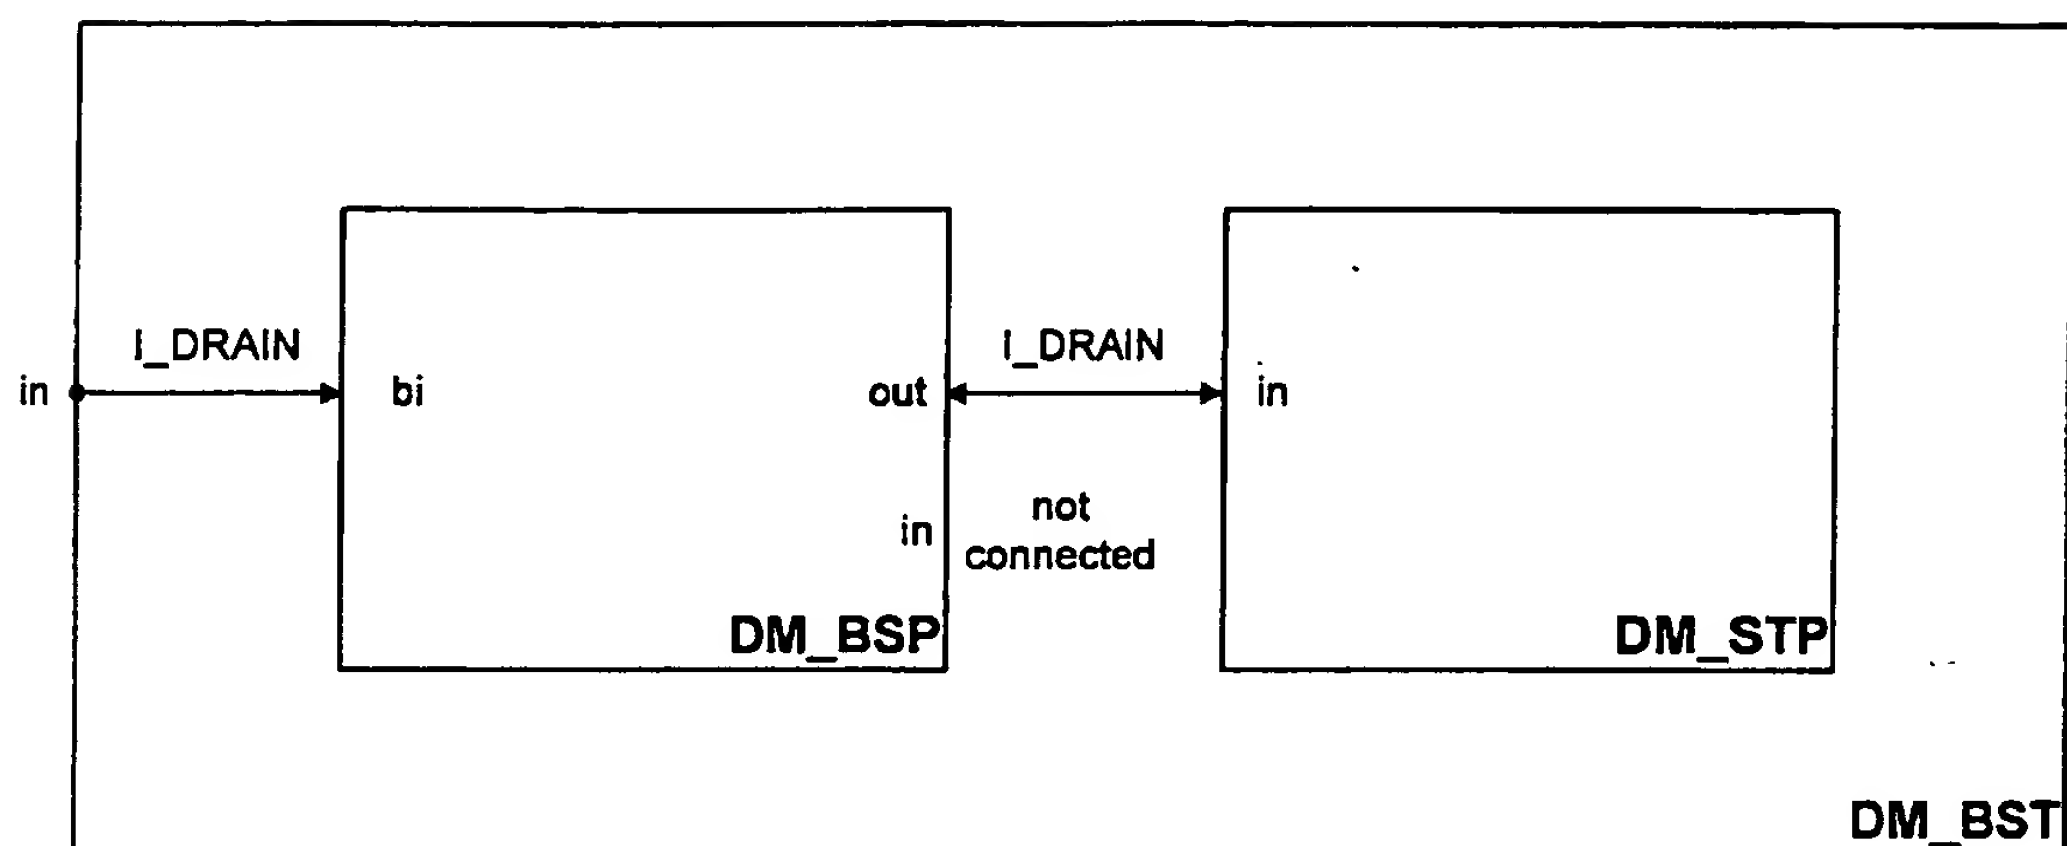 I_DRAIN
I_DRAIN
in
bi
out
in
in
not
connected
DM_BSP
DM_STP
DM_BST